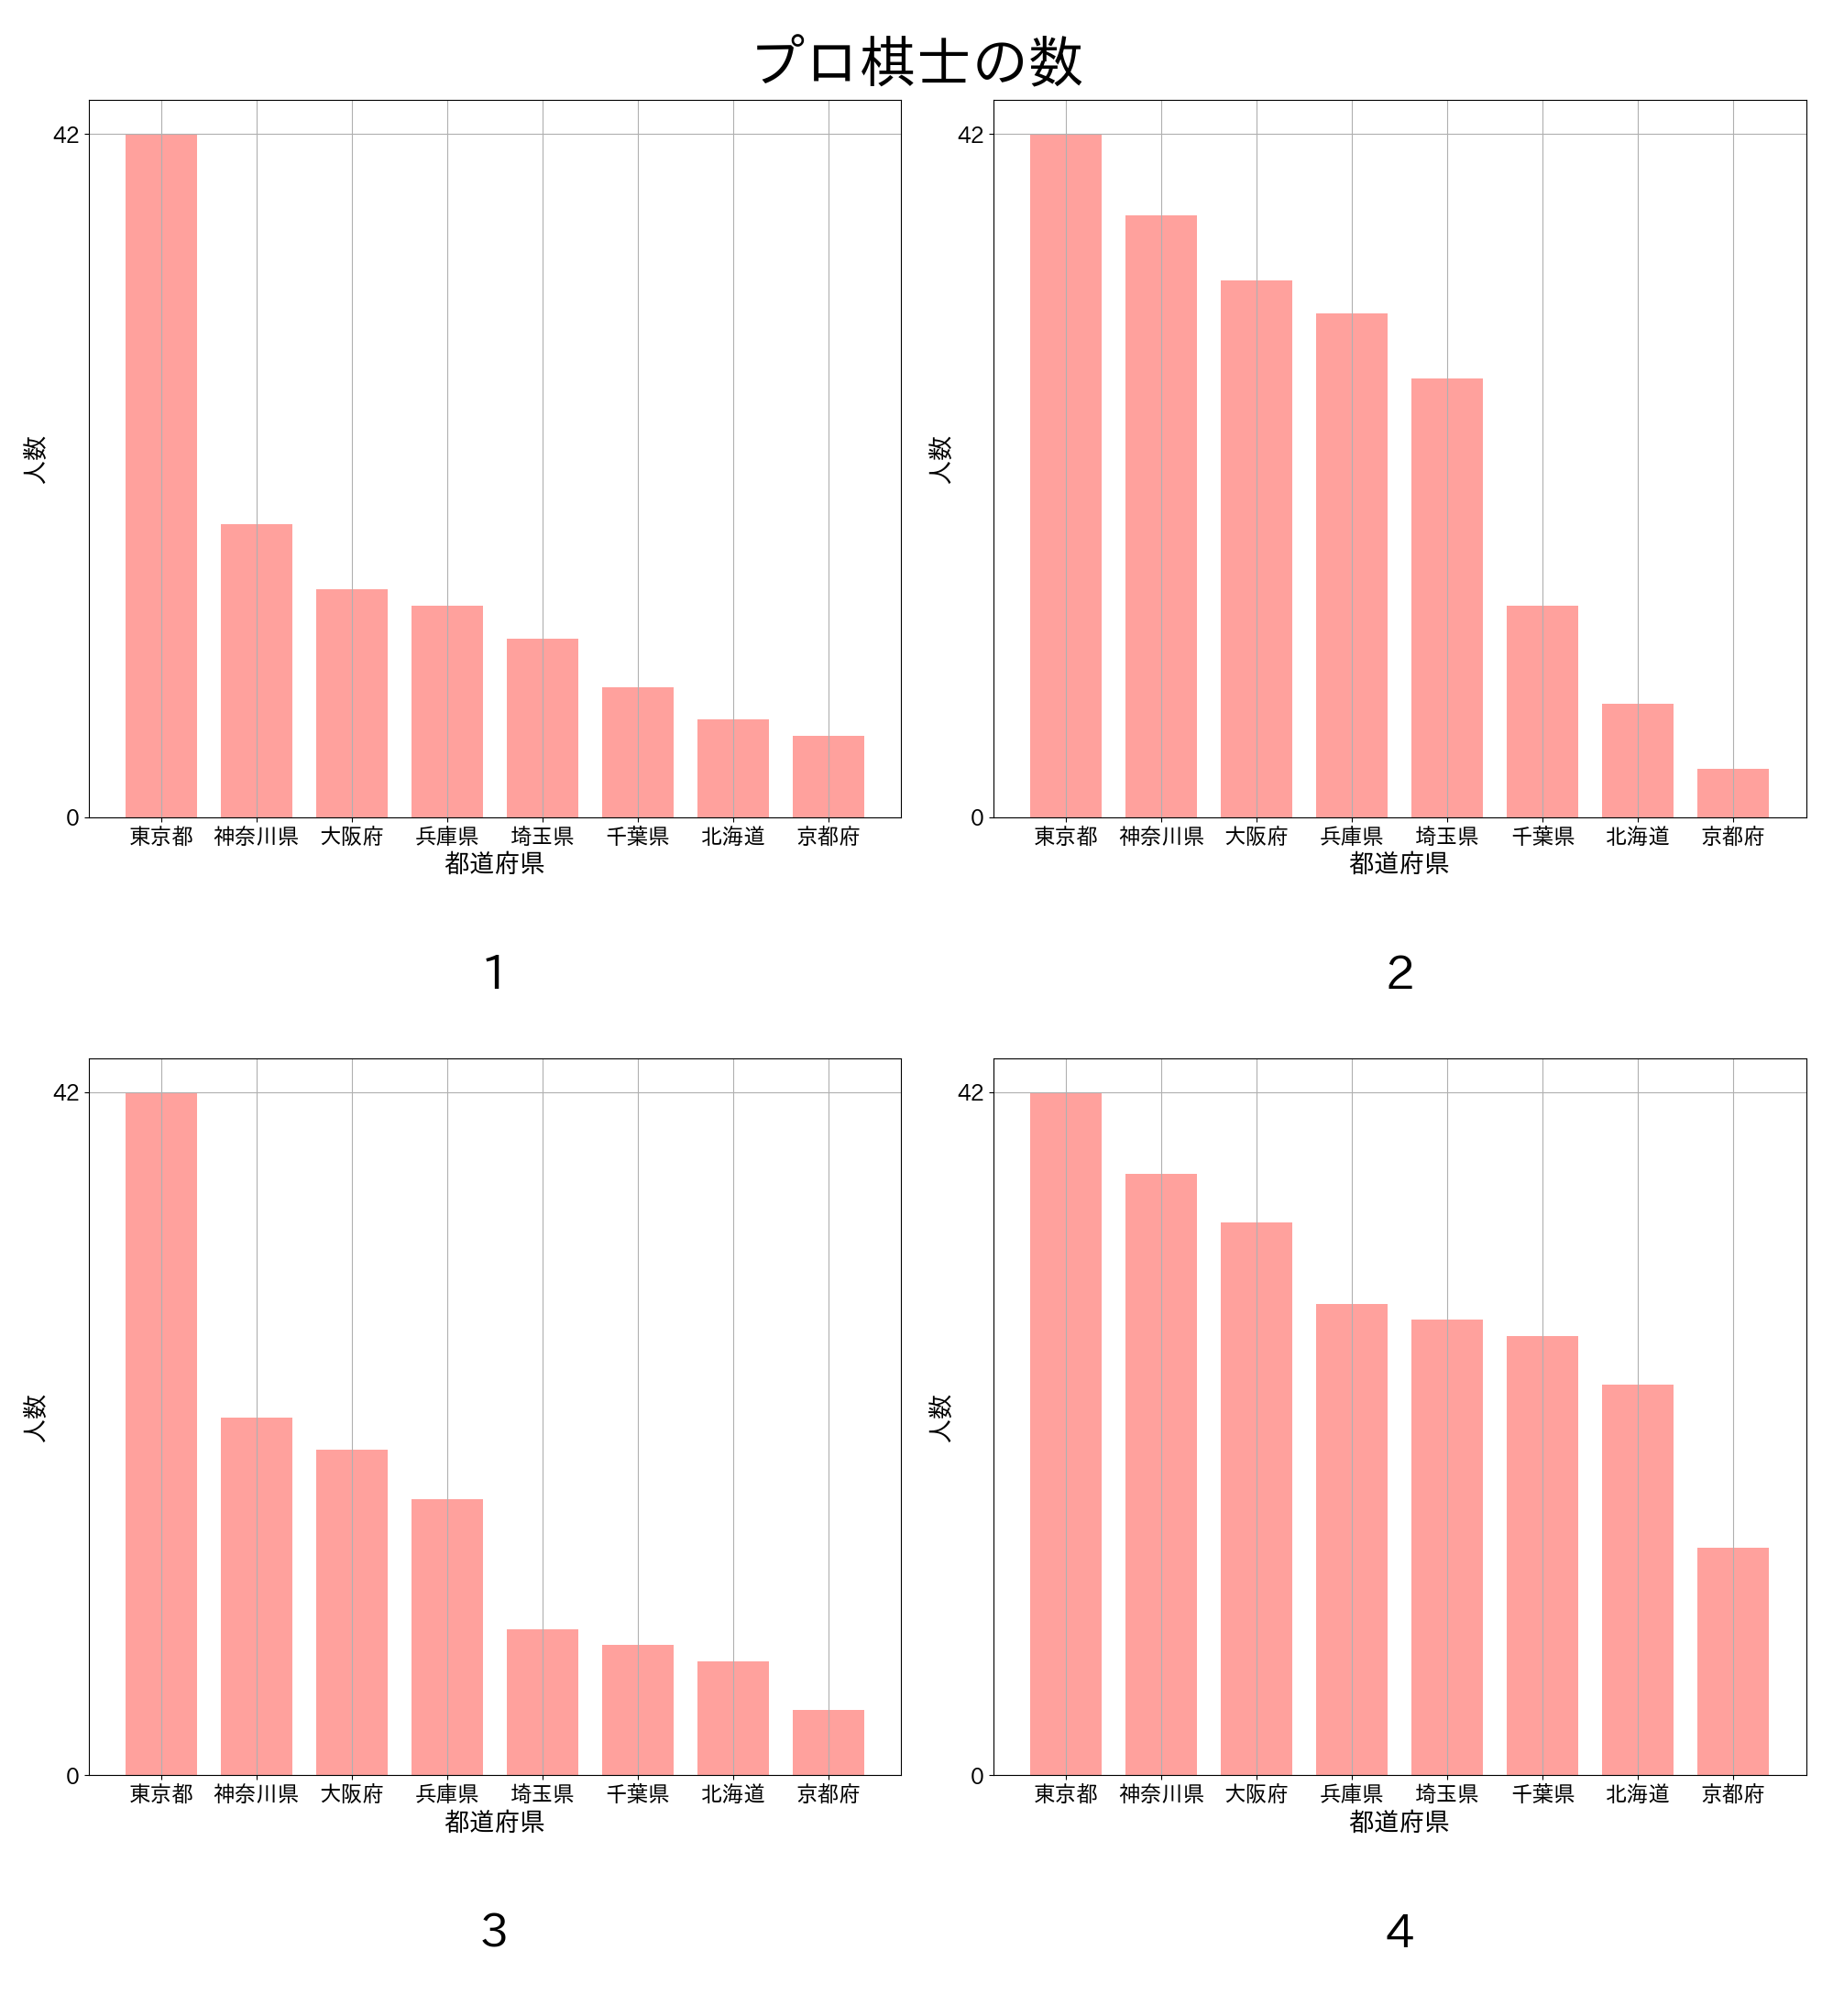 プロ棋士の数
42
0
人数
東京都 神奈川県 大阪府 兵庫県 埼玉県 千葉県 北海道 京都府
都道府県
1
42
0
人数
東京都 神奈川県 大阪府 兵庫県 埼玉県 千葉県 北海道 京都府
都道府県
2
42
0
人数
東京都 神奈川県 大阪府 兵庫県 埼玉県 千葉県 北海道 京都府
都道府県
3
42
0
人数
東京都 神奈川県 大阪府 兵庫県 埼玉県 千葉県 北海道 京都府
都道府県
4